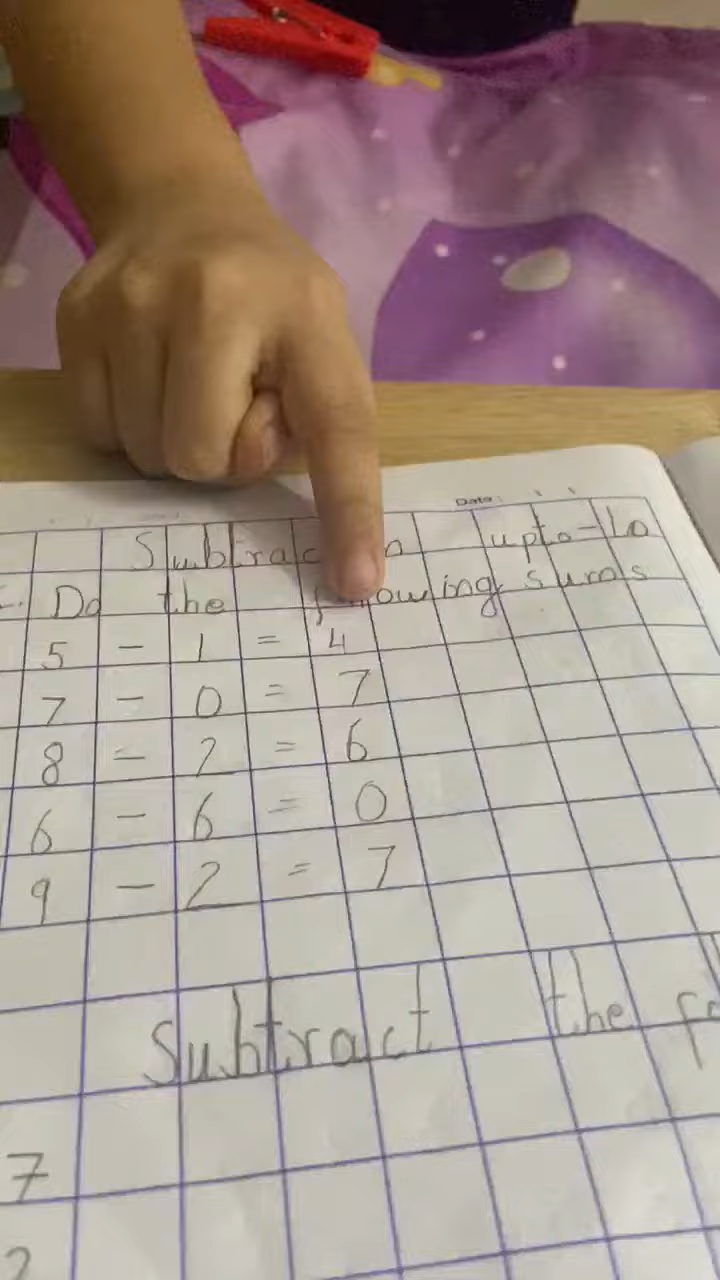 Date:
upto-10
Do the sums
5 - 1 = 4
7 - 0 = 7
8 - 2 = 6
6 - 6 = 0
9 - 2 = 7
Subtract the
7
2